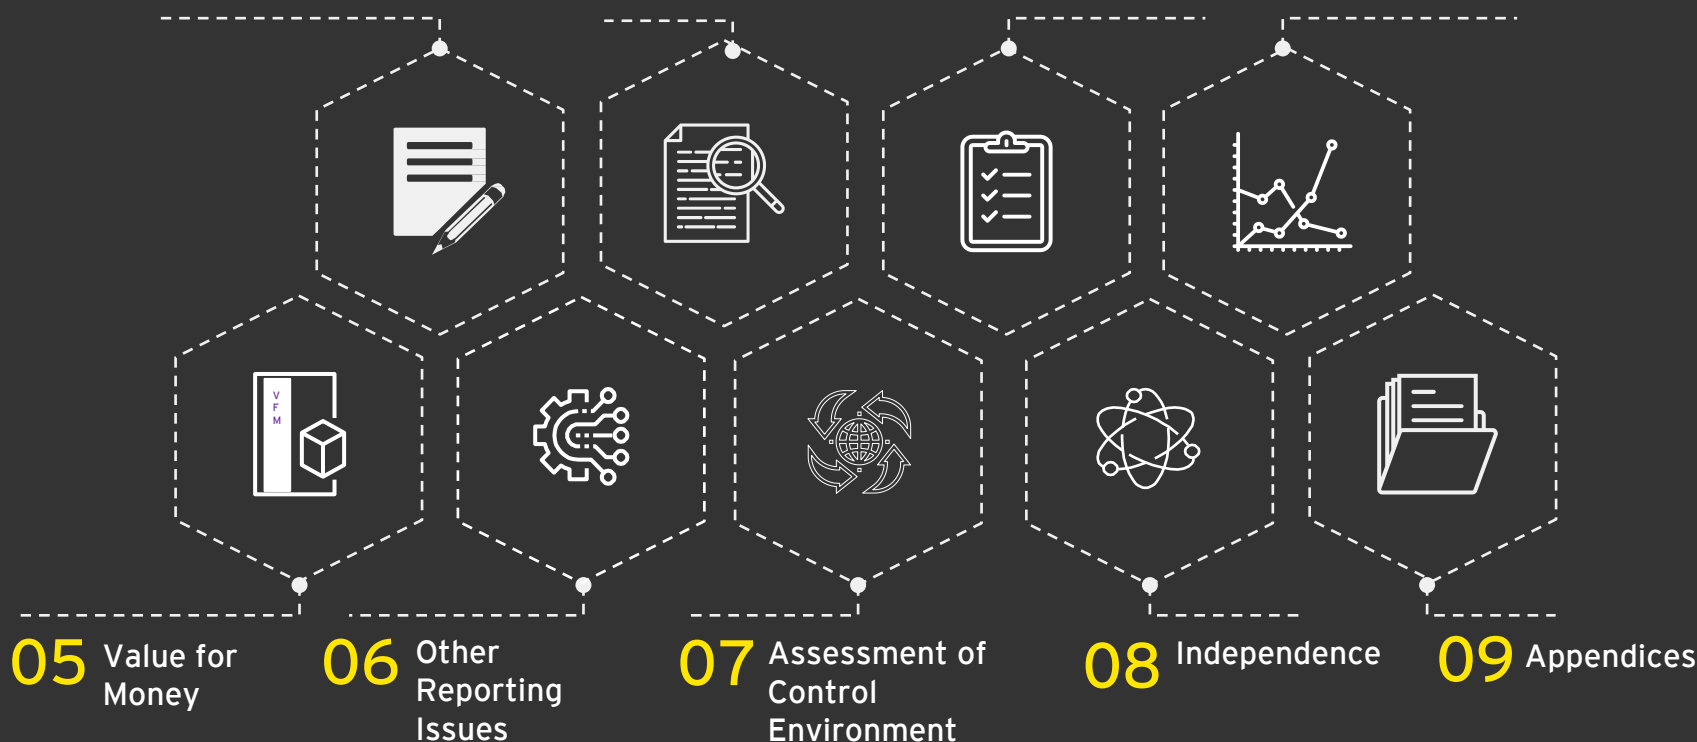 V
F
M
05 Value for
Money
06 Other
Reporting
Issues
07 Assessment of
Control
Environment
08 Independence
09 Appendices